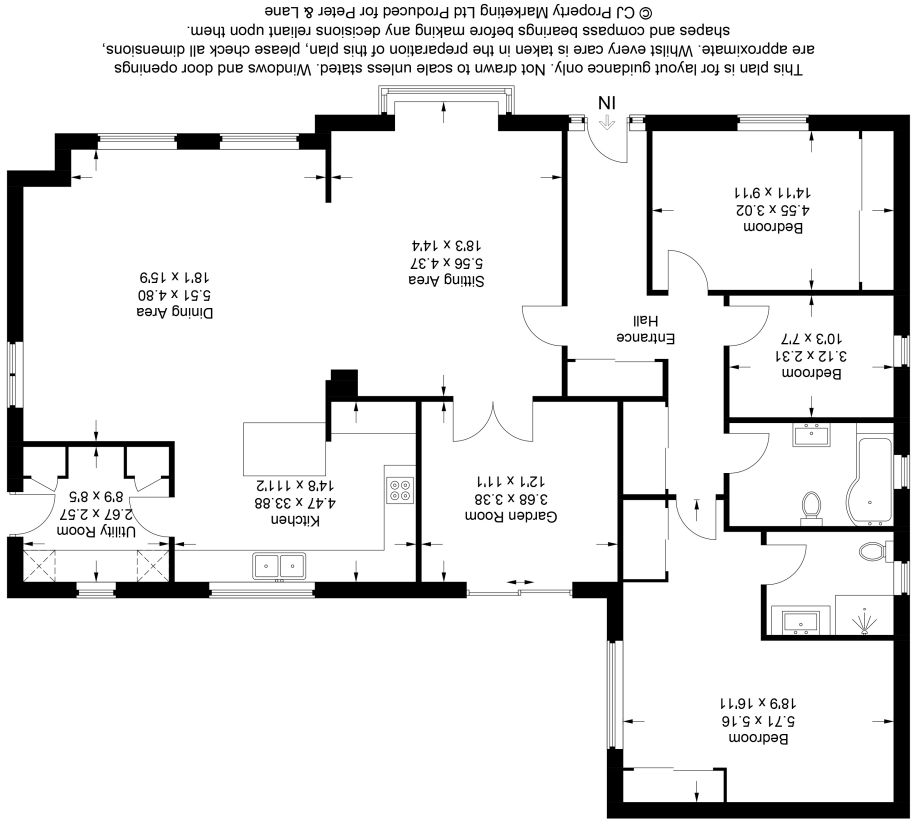 Bedroom
5.71 x 5.16
18'9 x 16'11
Garden Room
3.68 x 3.38
12'1 x 11'1
Kitchen
4.47 x 33.88
14'8 x 111'2
Utility Room
2.67 x 2.57
8'9 x 8'5
Bedroom
3.12 x 2.31
10'3 x 7'7
Entrance
Hall
Dining Area
5.51 x 4.80
18'1 x 15'9
Sitting Area
5.56 x 4.37
18'3 x 14'4
Bedroom
4.55 x 3.02
14'11 x 9'11
IN
This plan is for layout guidance only. Not drawn to scale unless stated. Windows and door openings
are approximate. Whilst every care is taken in the preparation of this plan, please check all dimensions,
shapes and compass bearings before making any decisions reliant upon them.
© CJ Property Marketing Ltd Produced for Peter & Lane